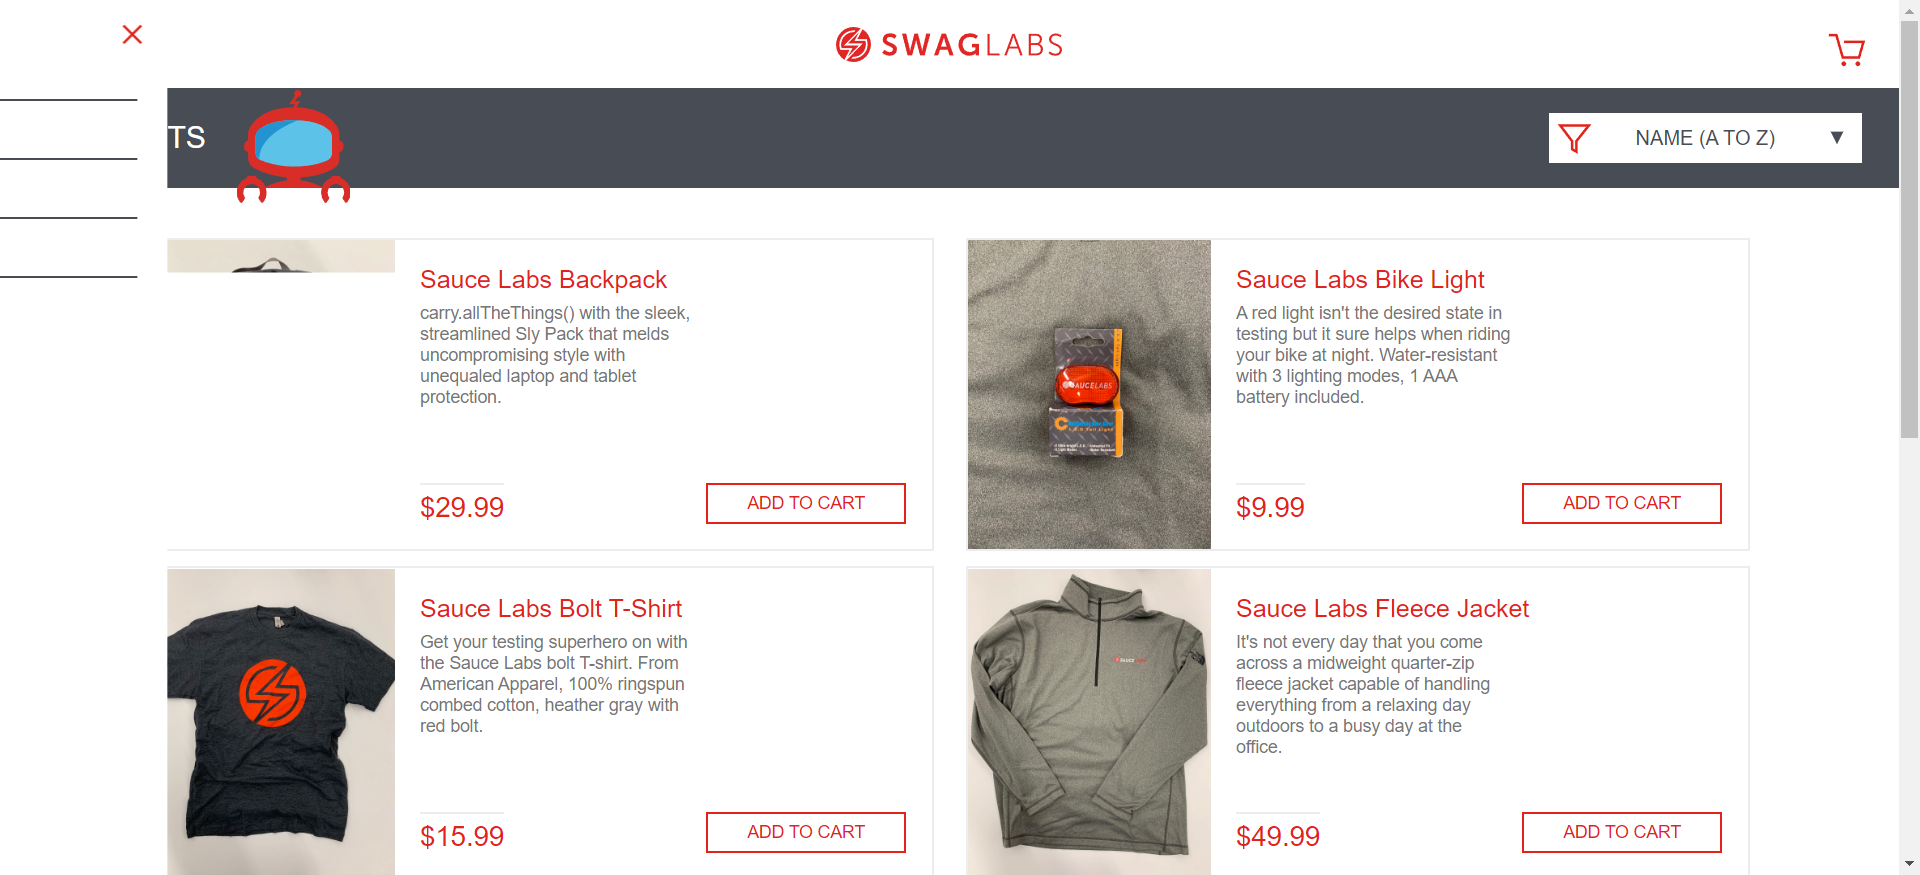 SWAGLABS
TS
NAME (A TO Z)
Sauce Labs Backpack
carry.allTheThings() with the sleek,
streamlined Sly Pack that melds
uncompromising style with
unequaled laptop and tablet
protection.
$29.99
ADD TO CART
Sauce Labs Bike Light
A red light isn't the desired state in
testing but it sure helps when riding
your bike at night. Water-resistant
with 3 lighting modes, 1 AAA
battery included.
$9.99
ADD TO CART
Sauce Labs Bolt T-Shirt
Get your testing superhero on with
the Sauce Labs bolt T-shirt. From
American Apparel, 100% ringspun
combed cotton, heather gray with
red bolt.
$15.99
ADD TO CART
Sauce Labs Fleece Jacket
It's not every day that you come
across a midweight quarter-zip
fleece jacket capable of handling
everything from a relaxing day
outdoors to a busy day at the
office.
$49.99
ADD TO CART